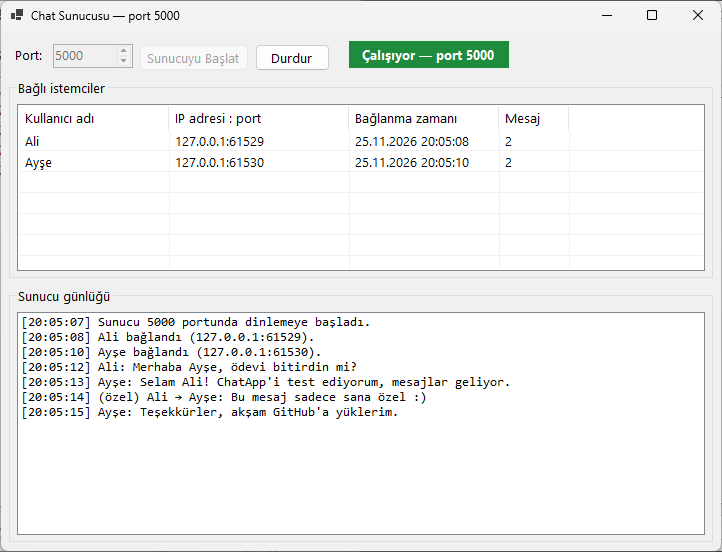 Chat Sunucusu — port 5000
Port: 5000 Sunucuyu Başlat Durdur Çalışıyor — port 5000
Bağlı istemciler
Kullanıcı adı IP adresi : port Bağlanma zamanı Mesaj
Ali 127.0.0.1:61529 25.11.2026 20:05:08 2
Ayşe 127.0.0.1:61530 25.11.2026 20:05:10 2
Sunucu günlüğü
[20:05:07] Sunucu 5000 portunda dinlemeye başladı.
[20:05:08] Ali bağlandı (127.0.0.1:61529).
[20:05:10] Ayşe bağlandı (127.0.0.1:61530).
[20:05:12] Ali: Merhaba Ayşe, ödevi bitirdin mi?
[20:05:13] Ayşe: Selam Ali! ChatApp'i test ediyorum, mesajlar geliyor.
[20:05:14] (özel) Ali → Ayşe: Bu mesaj sadece sana özel :)
[20:05:15] Ayşe: Teşekkürler, akşam GitHub'a yüklerim.